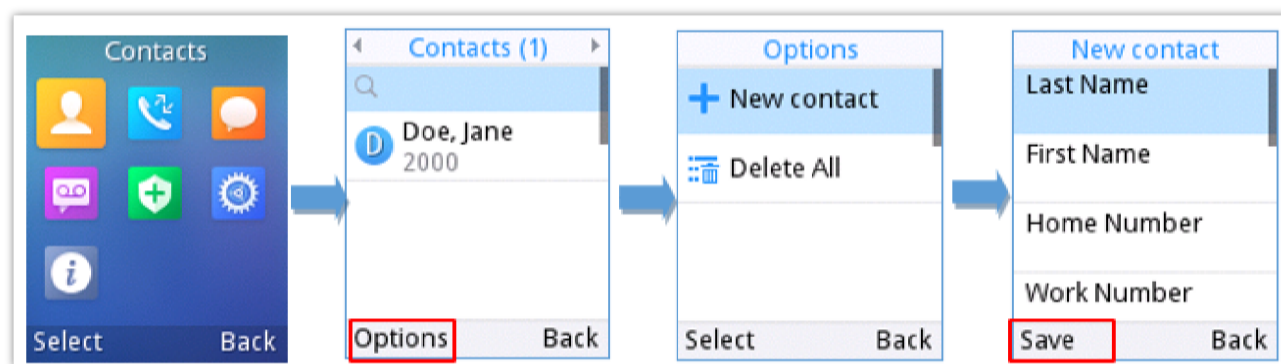 Contacts
Select Back
Contacts (1)
D Doe, Jane
2000
Options Back
Options
New contact
Delete All
Select Back
New contact
Last Name
First Name
Home Number
Work Number
Save Back